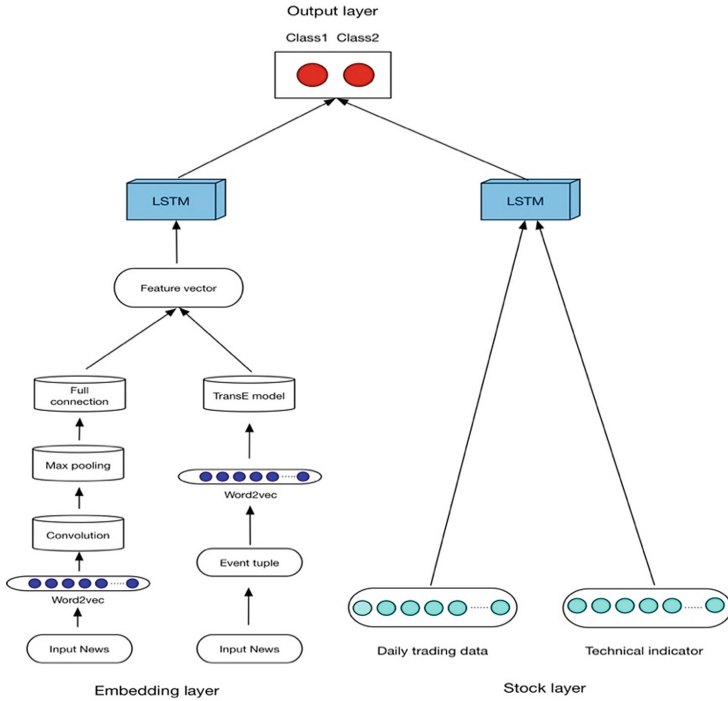 Output layer
Class1 Class2
LSTM
LSTM
Feature vector
Full
connection
TransE model
Max pooling
Word2vec
Convolution
Event tuple
Word2vec
Input News
Input News
Daily trading data
Technical indicator
Embedding layer
Stock layer